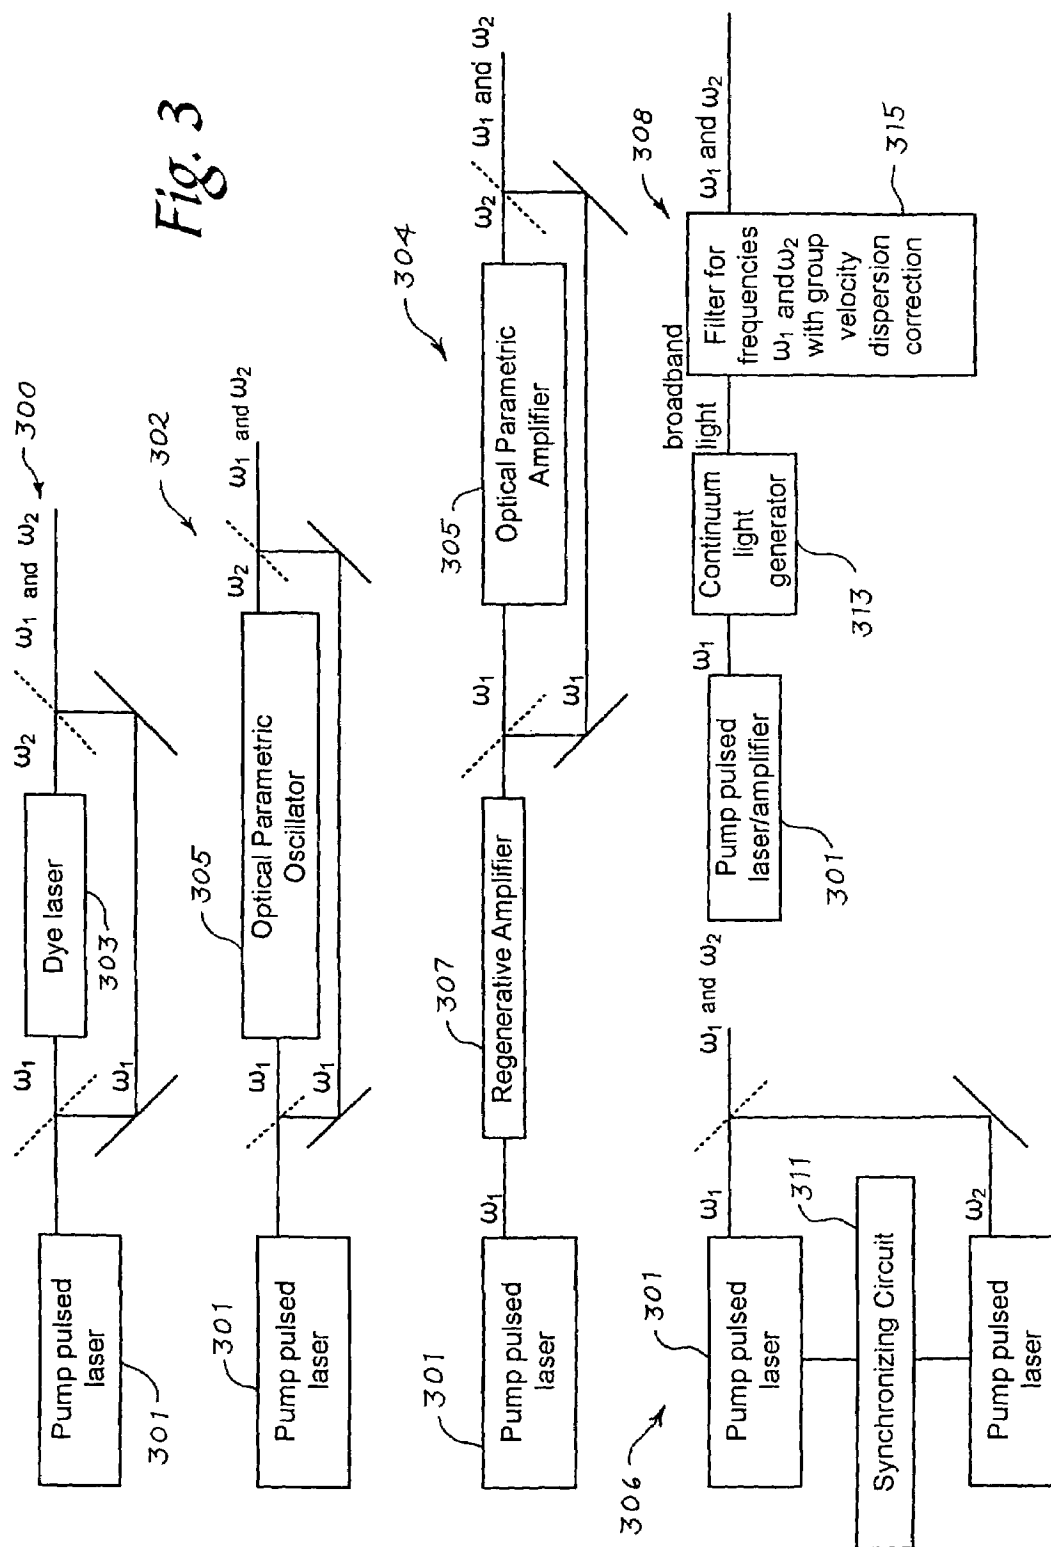 Fig. 3
300
Pump pulsed
laser
301
ω1
ω1
Dye laser
303
ω2
ω1 and ω2
302
Pump pulsed
laser
301
ω1
ω1
Optical Parametric
Oscillator
305
ω2
ω1 and ω2
304
Pump pulsed
laser
301
ω1
Regenerative Amplifier
307
ω1
ω1
Optical Parametric
Amplifier
305
ω2
ω1 and ω2
306
Pump pulsed
laser
301
ω1
Synchronizing Circuit
311
Pump pulsed
laser
ω2
ω1 and ω2
308
Pump pulsed
laser/amplifier
301
ω1
Continuum
light
generator
313
broadband
light
Filter for
frequencies
ω1 and ω2
with group
velocity
dispersion
correction
315
ω1 and ω2